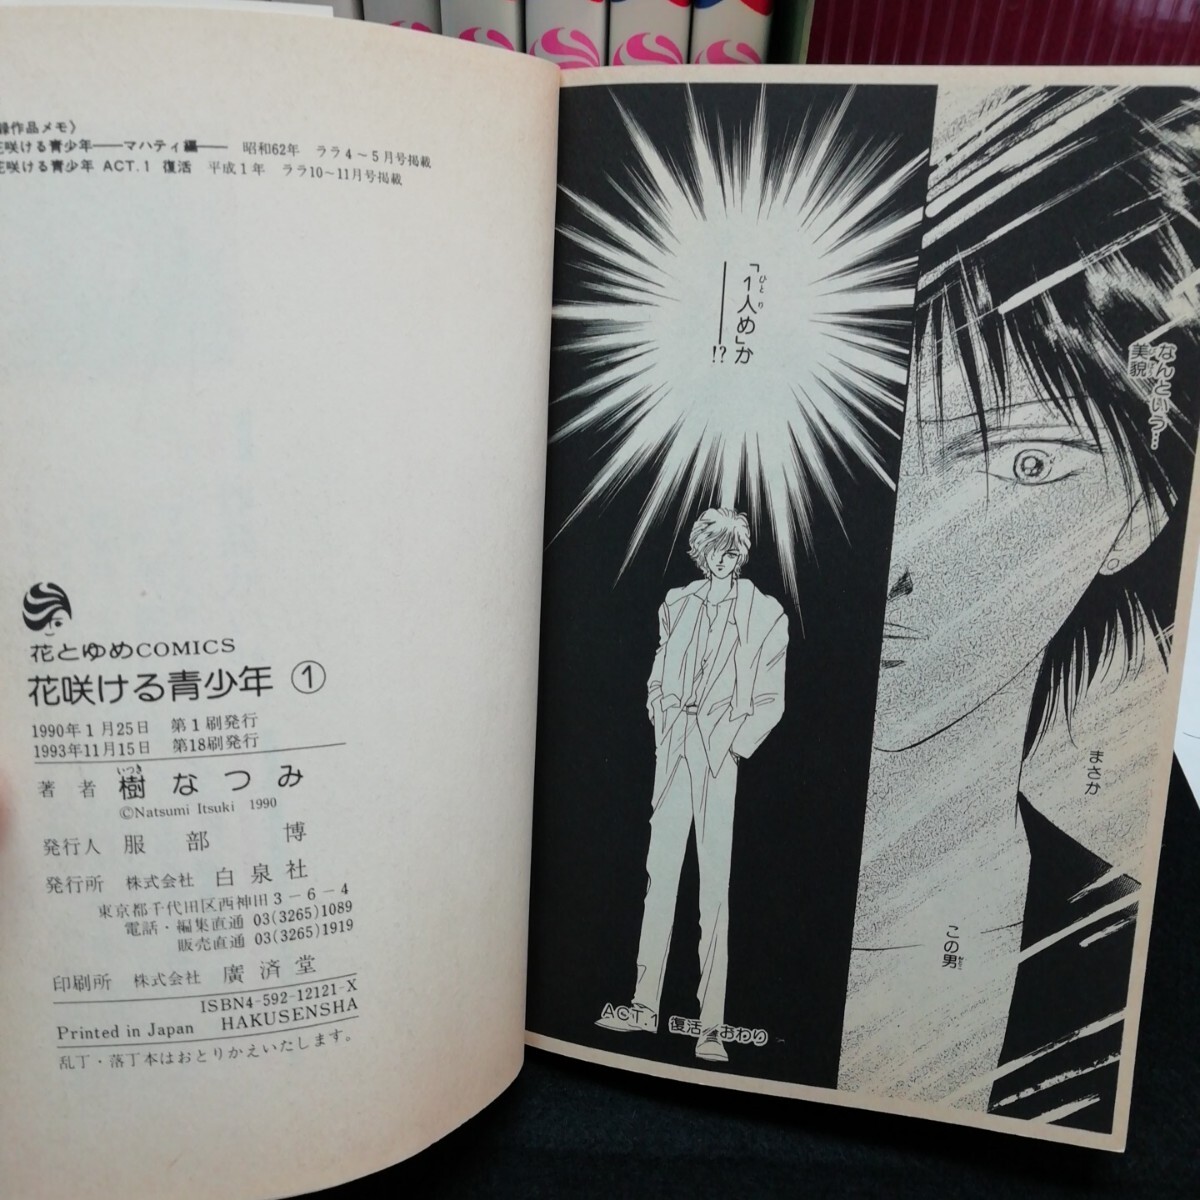 録作品メモ》
花咲ける青少年――マハティ編―― 昭和62年 ララ4～5月号掲載
花咲ける青少年 ACT.1 復活 平成1年 ララ10～11月号掲載
花とゆめCOMICS
花咲ける青少年 ①
1990年1月25日 第1刷発行
1993年11月15日 第18刷発行
いつき
著者 樹なつみ
©Natsumi Itsuki 1990
発行人 服部 博
発行所 株式会社 白泉社
東京都千代田区西神田3-6-4
電話・編集直通 03(3265)1089
販売直通 03(3265)1919
印刷所 株式会社 廣済堂
ISBN4-592-12121-X
Printed in Japan HAKUSENSHA
乱丁・落丁本はおとりかえいたします。
なんという…
美貌
まさか
この男
「1人め」か
ひとり
――!?
ACT.1 復活 おわり